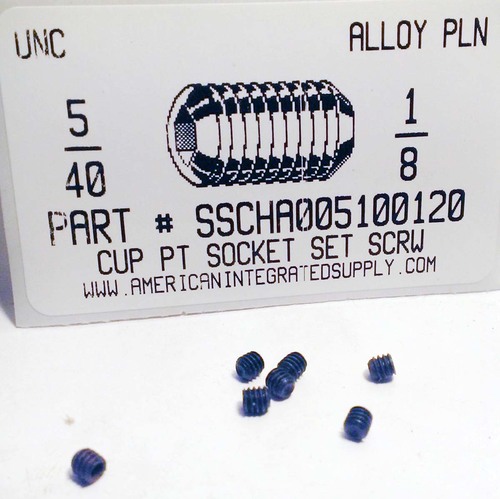 UNC ALLOY PLN
5/40 1/8
PART # SSCHA005100120
CUP PT SOCKET SET SCRW
WWW.AMERICANINTEGRATEDSUPPLY.COM